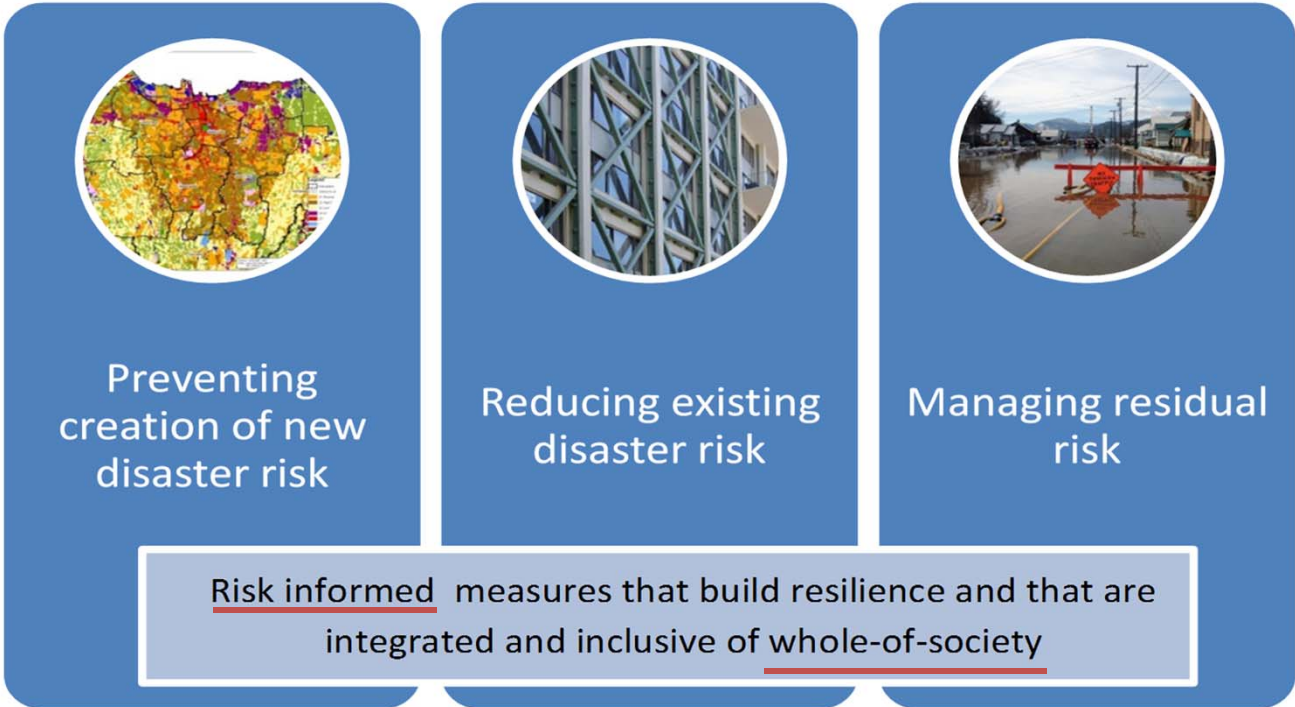 Preventing
creation of new
disaster risk
Reducing existing
disaster risk
Managing residual
risk
Risk informed measures that build resilience and that are
integrated and inclusive of whole-of-society